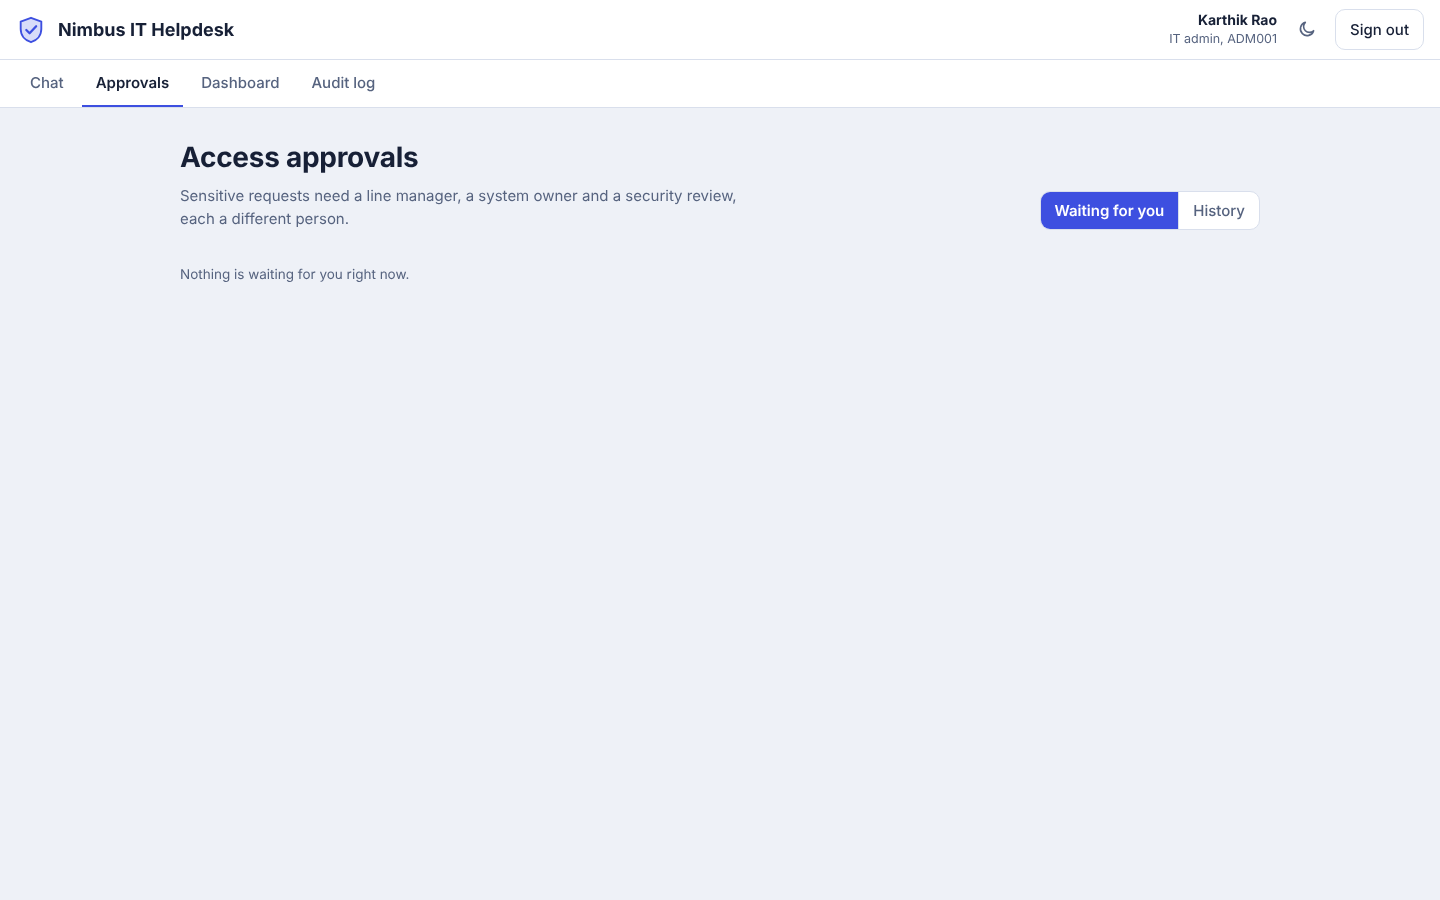 Nimbus IT Helpdesk
Karthik Rao
IT admin, ADM001
Sign out
Chat
Approvals
Dashboard
Audit log
Access approvals
Sensitive requests need a line manager, a system owner and a security review,
each a different person.
Waiting for you
History
Nothing is waiting for you right now.